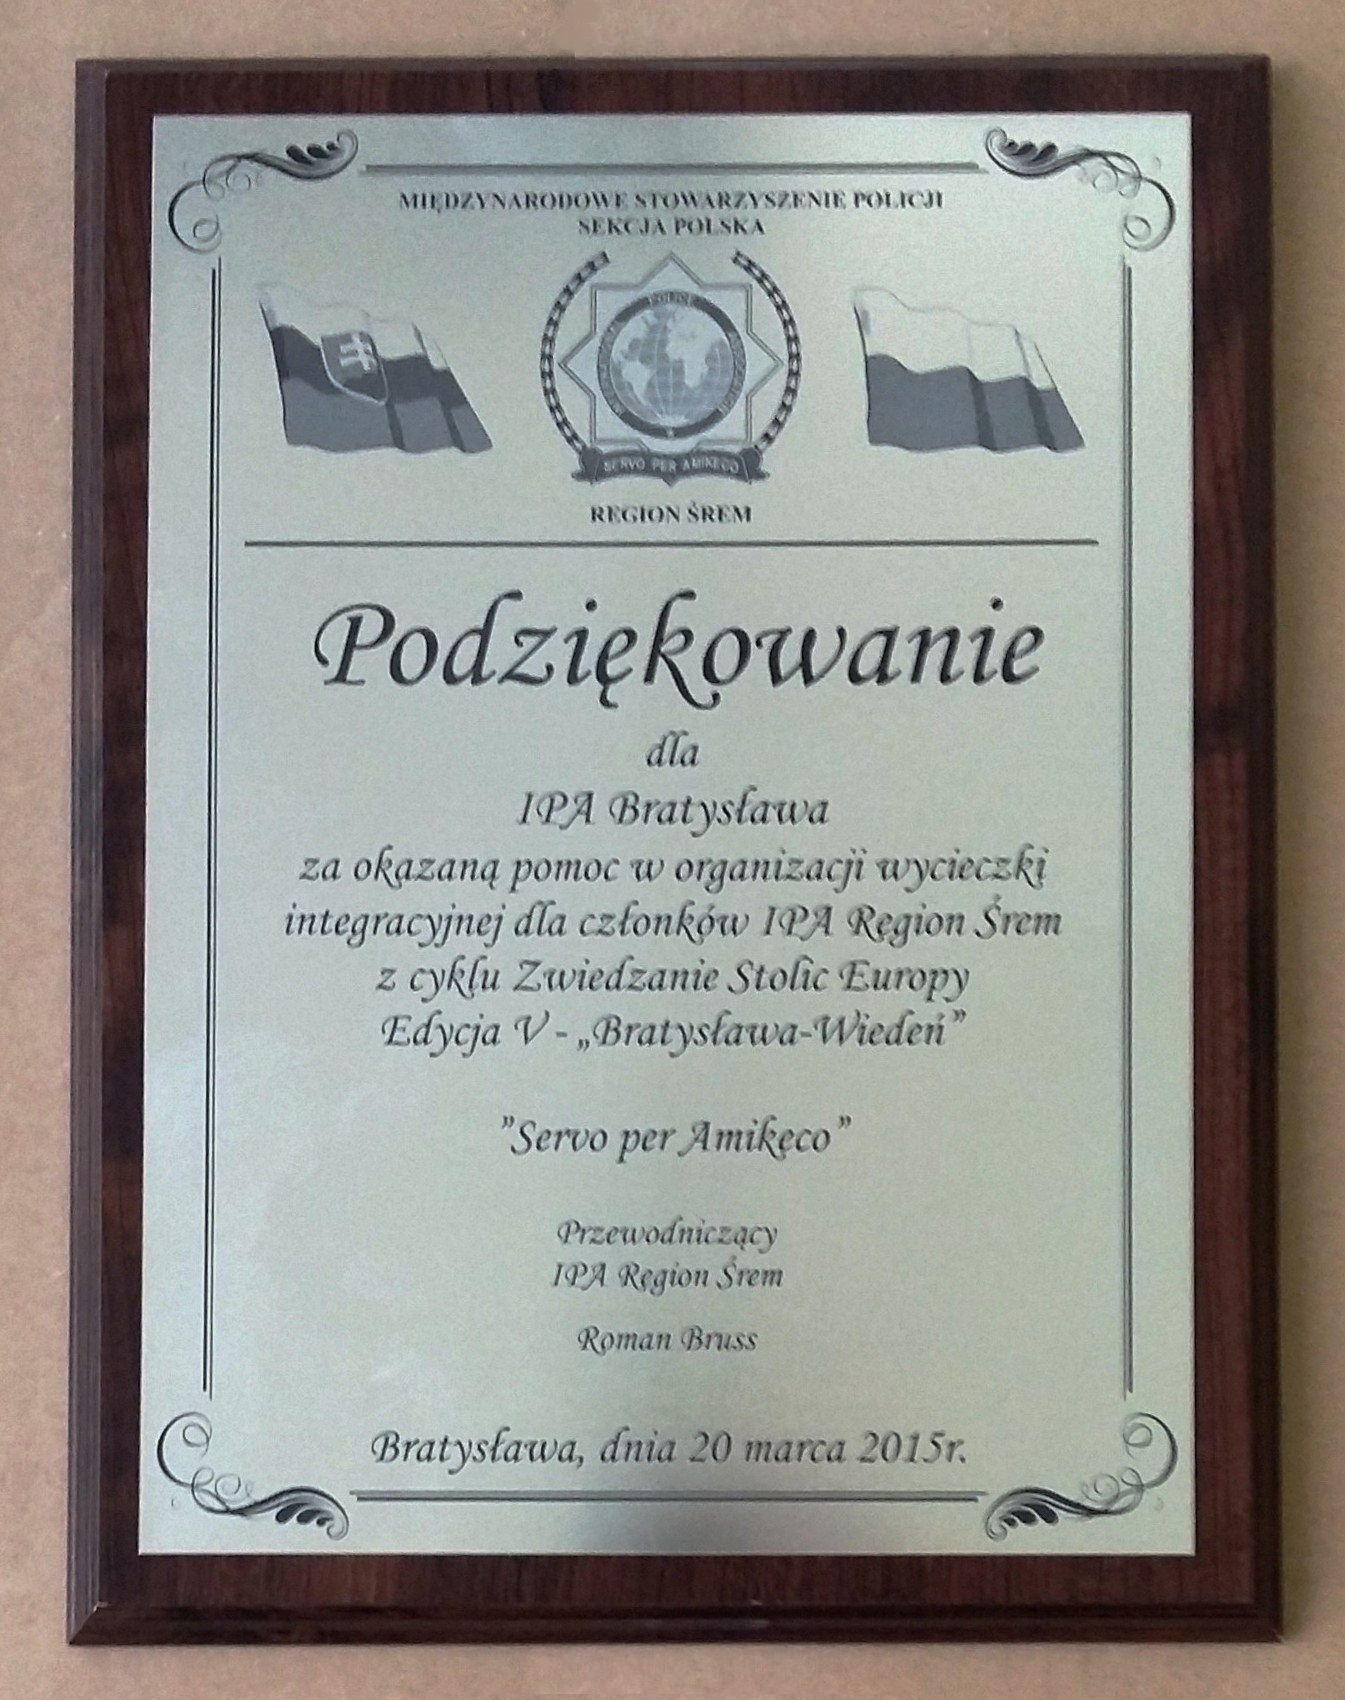 MIĘDZYNARODOWE STOWARZYSZENIE POLICJI
SEKCJA POLSKA
POLICE
SERVO PER AMIKECO
REGION ŚREM
Podziękowanie
dla
IPA Bratysława
za okazaną pomoc w organizacji wycieczki
integracyjnej dla członków IPA Region Śrem
z cyklu Zwiedzanie Stolic Europy
Edycja V - „Bratysława-Wiedeń”
”Servo per Amikeco”
Przewodniczący
IPA Region Śrem
Roman Bruss
Bratysława, dnia 20 marca 2015r.